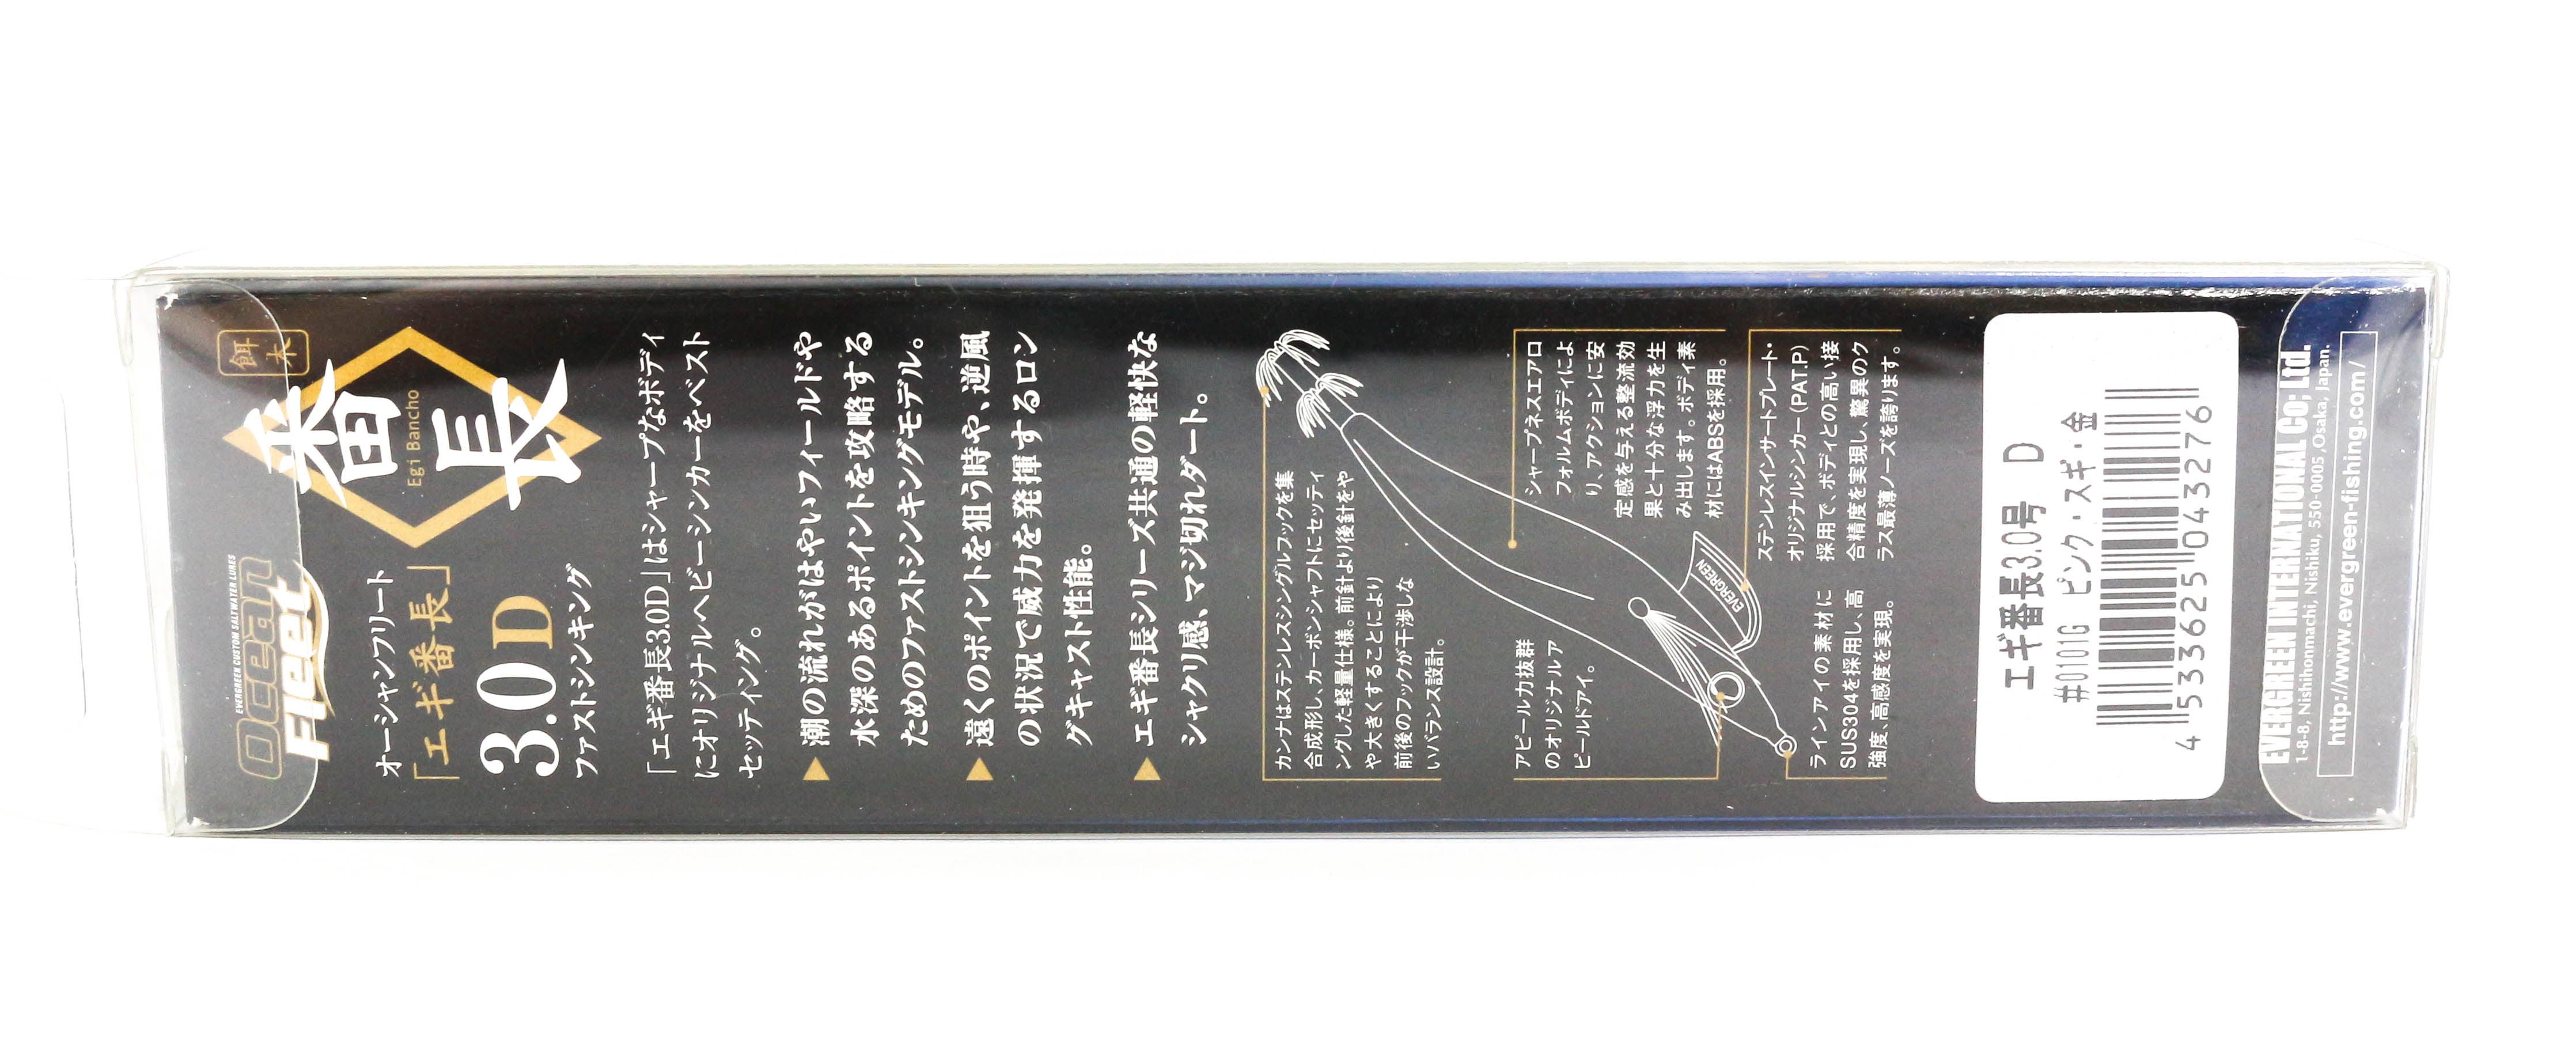 EVERGREEN CUSTOM SALTWATER LURES
Ocean
Fleet
餌木
番長
Egi Bancho
オーシャンフリート
「エギ番長」
3.0D
ファストシンキング
「エギ番長3.0D」はシャープなボディ
にオリジナルヘビーシンカーをベスト
セッティング。
▶潮の流れがはやいフィールドや
水深のあるポイントを攻略する
ためのファストシンキングモデル。
▶遠くのポイントを狙う時や、逆風
の状況で威力を発揮するロン
グキャスト性能。
▶エギ番長シリーズ共通の軽快な
シャクリ感、マジ切れダート。
カンナはステンレスシングルフックを集
合成形し、カーボンシャフトにセッティ
ングした軽量仕様。前針より後針をや
や大きくすることにより
前後のフックが干渉しな
いバランス設計。
シャープネスエアロ
フォルムボディによ
り、アクションに安
定感を与える整流効
果と十分な浮力を生
み出します。ボディ素
材にはABSを採用。
アピール力抜群
のオリジナルア
ピールドアイ。
EVERGREEN
EVERGREEN
ステンレスインサートプレート・
オリジナルシンカー(PAT.P)
採用で、ボディとの高い接
合精度を実現し、驚異のク
ラス最薄ノーズを誇ります。
ラインアイの素材に
SUS304を採用し、高
強度、高感度を実現。
エギ番長3.0号 D
#0101G ピンク・スギ・金
4 533625 043276
EVERGREEN INTERNATIONAL CO; Ltd.
1-8-8, Nishihonmachi, Nishiku, 550-0005, Osaka, Japan.
http://www.evergreen-fishing.com/